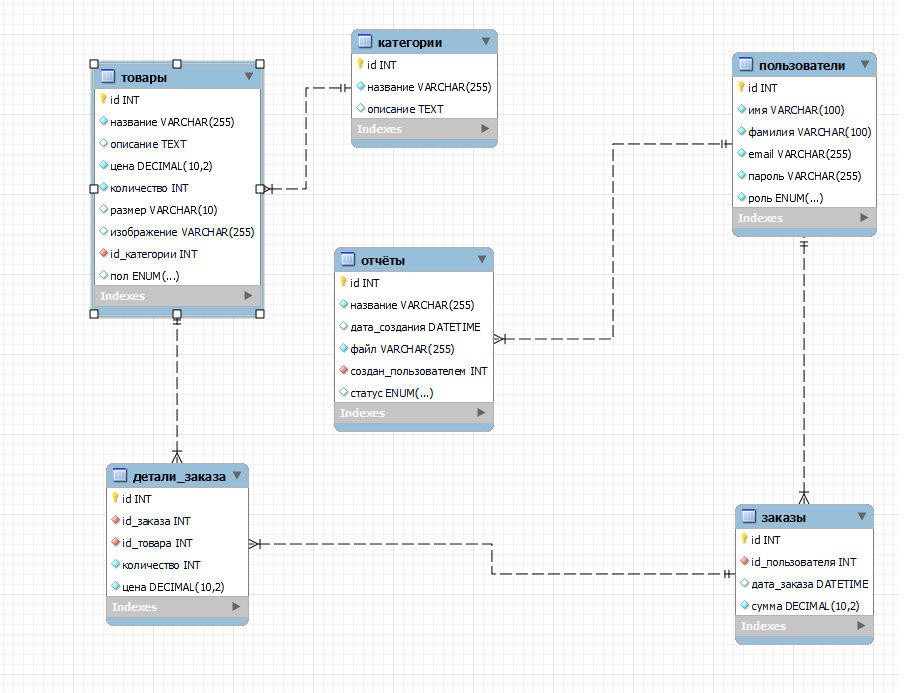 категории
id INT
название VARCHAR(255)
описание TEXT
Indexes
товары
id INT
название VARCHAR(255)
описание TEXT
цена DECIMAL(10,2)
количество INT
размер VARCHAR(10)
изображение VARCHAR(255)
id_категории INT
пол ENUM(...)
Indexes
пользователи
id INT
имя VARCHAR(100)
фамилия VARCHAR(100)
email VARCHAR(255)
пароль VARCHAR(255)
роль ENUM(...)
Indexes
отчёты
id INT
название VARCHAR(255)
дата_создания DATETIME
файл VARCHAR(255)
создан_пользователем INT
статус ENUM(...)
Indexes
детали_заказа
id INT
id_заказа INT
id_товара INT
количество INT
цена DECIMAL(10,2)
Indexes
заказы
id INT
id_пользователя INT
дата_заказа DATETIME
сумма DECIMAL(10,2)
Indexes